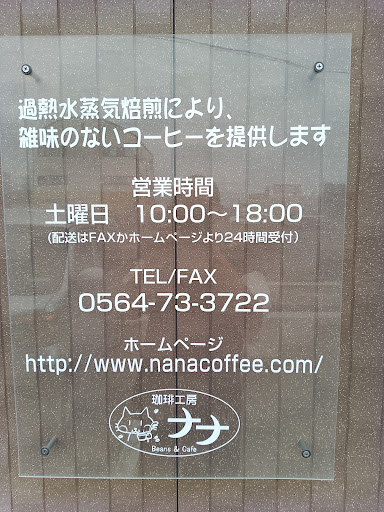 過熱水蒸気焙煎により、
雑味のないコーヒーを提供します
営業時間
土曜日 10:00～18:00
(配送はFAXかホームページより24時間受付)
TEL/FAX
0564-73-3722
ホームページ
http://www.nanacoffee.com/
珈琲工房
ナナ
Beans & Cafe